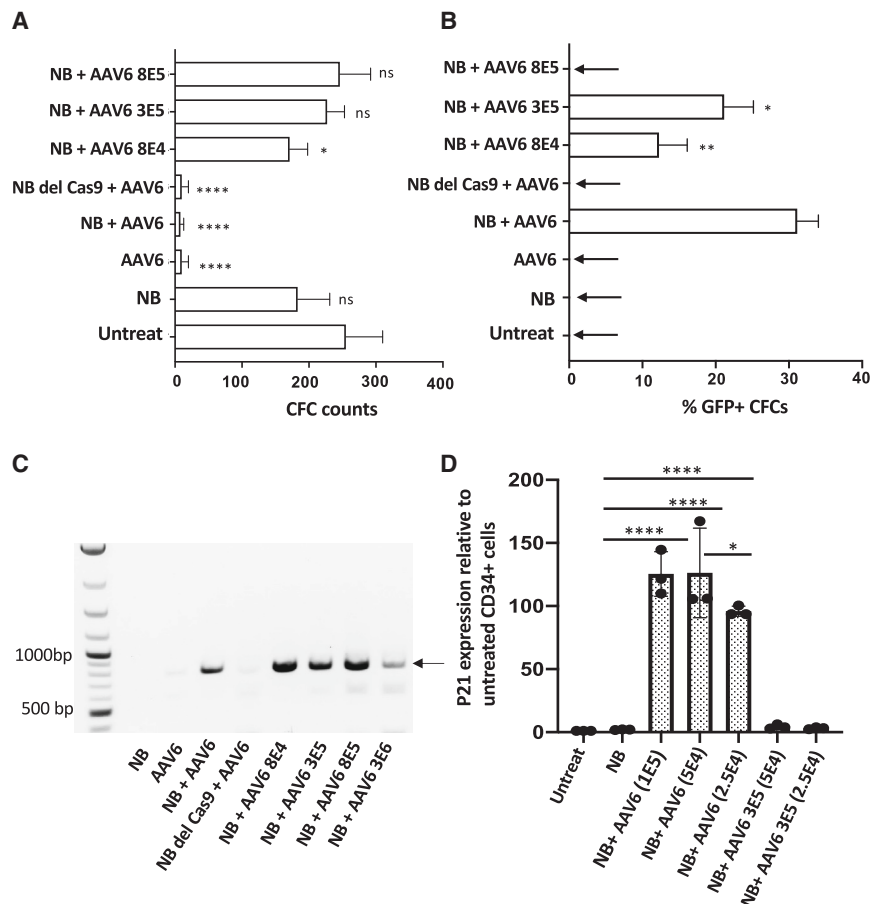 A
NB + AAV6 8E5
ns
NB + AAV6 3E5
ns
NB + AAV6 8E4
*
NB del Cas9 + AAV6
****
NB + AAV6
****
AAV6
****
NB
ns
Untreat
0 100 200 300 400
CFC counts
B
NB + AAV6 8E5
NB + AAV6 3E5
*
NB + AAV6 8E4
**
NB del Cas9 + AAV6
NB + AAV6
AAV6
NB
Untreat
0 10 20 30 40
% GFP+ CFCs
C
1000bp
500 bp
NB
AAV6
NB + AAV6
NB del Cas9 + AAV6
NB + AAV6 8E4
NB + AAV6 3E5
NB + AAV6 8E5
NB + AAV6 3E6
D
P21 expression relative to
untreated CD34+ cells
200
150
100
50
0
****
****
****
*
Untreat
NB
NB+ AAV6 (1E5)
NB+ AAV6 (5E4)
NB+ AAV6 (2.5E4)
NB+ AAV6 3E5 (5E4)
NB+ AAV6 3E5 (2.5E4)